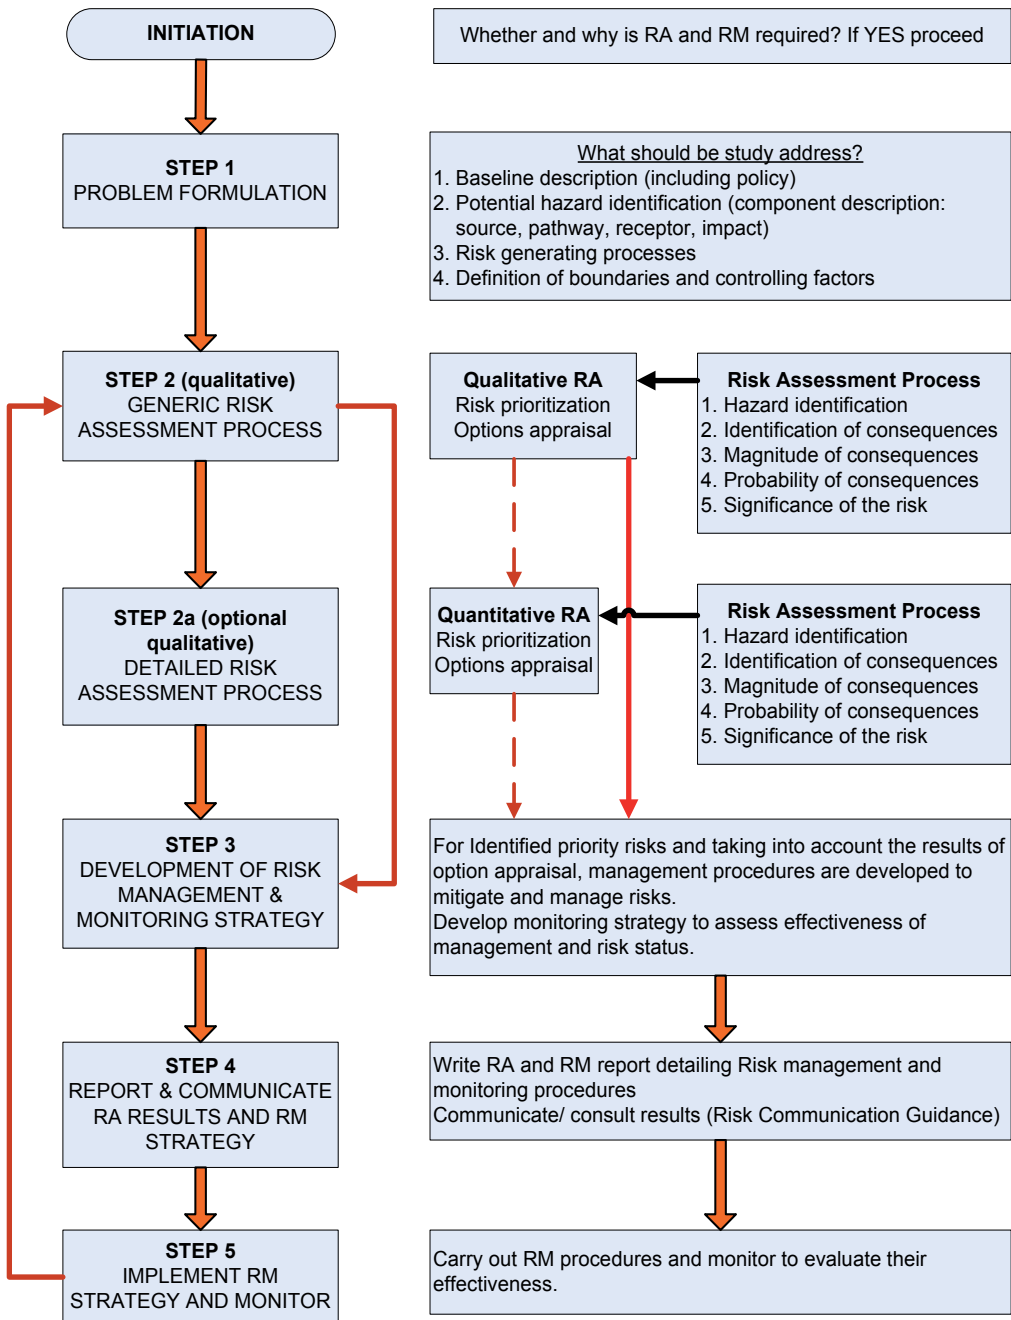 INITIATION
Whether and why is RA and RM required? If YES proceed
STEP 1
PROBLEM FORMULATION
What should be study address?
1. Baseline description (including policy)
2. Potential hazard identification (component description:
source, pathway, receptor, impact)
3. Risk generating processes
4. Definition of boundaries and controlling factors
STEP 2 (qualitative)
GENERIC RISK
ASSESSMENT PROCESS
Qualitative RA
Risk prioritization
Options appraisal
Risk Assessment Process
1. Hazard identification
2. Identification of consequences
3. Magnitude of consequences
4. Probability of consequences
5. Significance of the risk
STEP 2a (optional
qualitative)
DETAILED RISK
ASSESSMENT PROCESS
Quantitative RA
Risk prioritization
Options appraisal
Risk Assessment Process
1. Hazard identification
2. Identification of consequences
3. Magnitude of consequences
4. Probability of consequences
5. Significance of the risk
STEP 3
DEVELOPMENT OF RISK
MANAGEMENT &
MONITORING STRATEGY
For Identified priority risks and taking into account the results of
option appraisal, management procedures are developed to
mitigate and manage risks.
Develop monitoring strategy to assess effectiveness of
management and risk status.
STEP 4
REPORT & COMMUNICATE
RA RESULTS AND RM
STRATEGY
Write RA and RM report detailing Risk management and
monitoring procedures
Communicate/ consult results (Risk Communication Guidance)
STEP 5
IMPLEMENT RM
STRATEGY AND MONITOR
Carry out RM procedures and monitor to evaluate their
effectiveness.